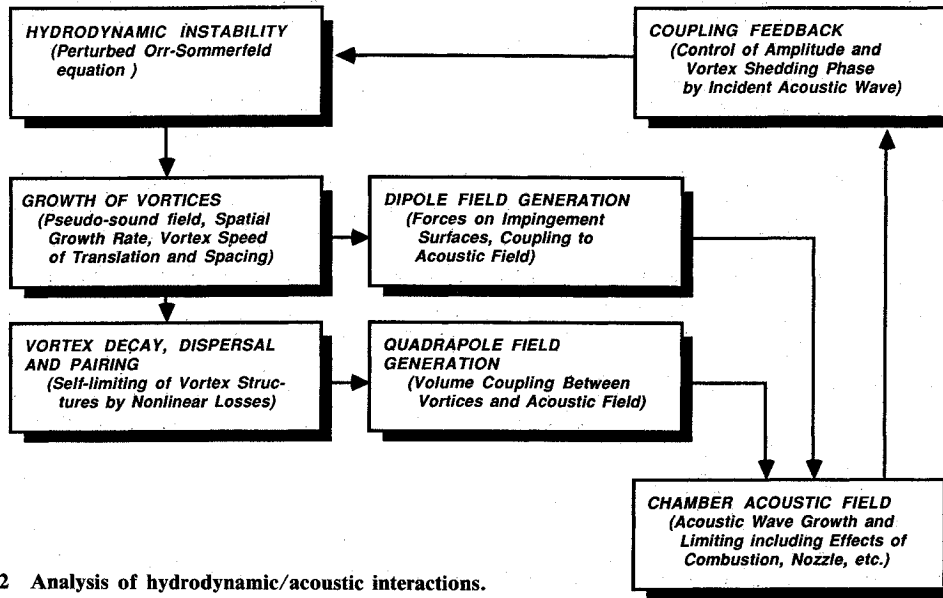 HYDRODYNAMIC INSTABILITY
(Perturbed Orr-Sommerfeld
equation )
COUPLING FEEDBACK
(Control of Amplitude and
Vortex Shedding Phase
by Incident Acoustic Wave)
GROWTH OF VORTICES
(Pseudo-sound field, Spatial
Growth Rate, Vortex Speed
of Translation and Spacing)
DIPOLE FIELD GENERATION
(Forces on Impingement
Surfaces, Coupling to
Acoustic Field)
VORTEX DECAY, DISPERSAL
AND PAIRING
(Self-limiting of Vortex Struc-
tures by Nonlinear Losses)
QUADRAPOLE FIELD
GENERATION
(Volume Coupling Between
Vortices and Acoustic Field)
CHAMBER ACOUSTIC FIELD
(Acoustic Wave Growth and
Limiting including Effects of
Combustion, Nozzle, etc.)
2 Analysis of hydrodynamic/acoustic interactions.